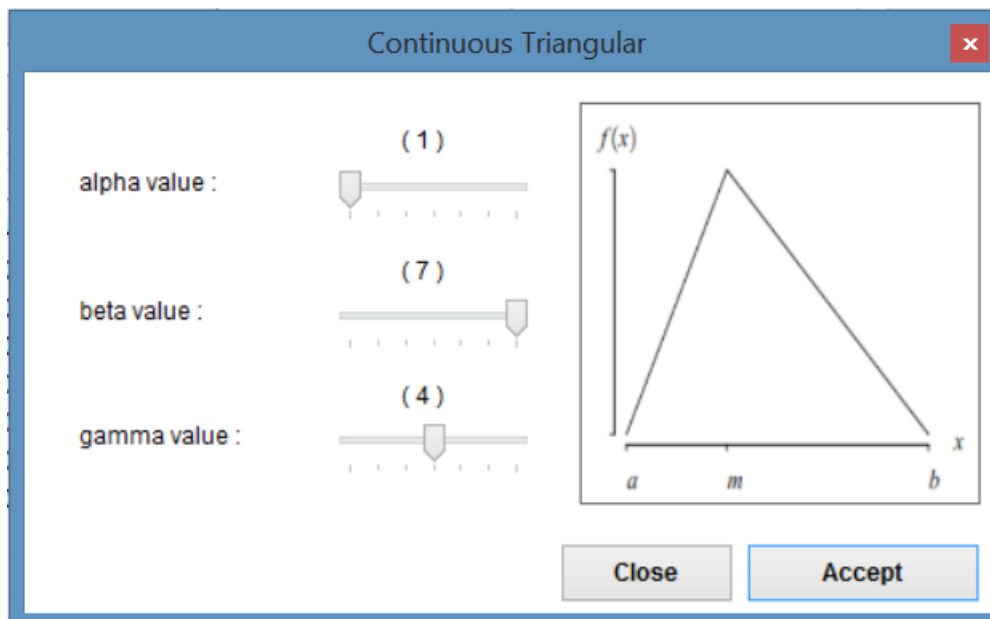 Continuous Triangular
x
( 1 )
alpha value :
( 7 )
beta value :
( 4 )
gamma value :
f(x)
x
a m b
Close Accept